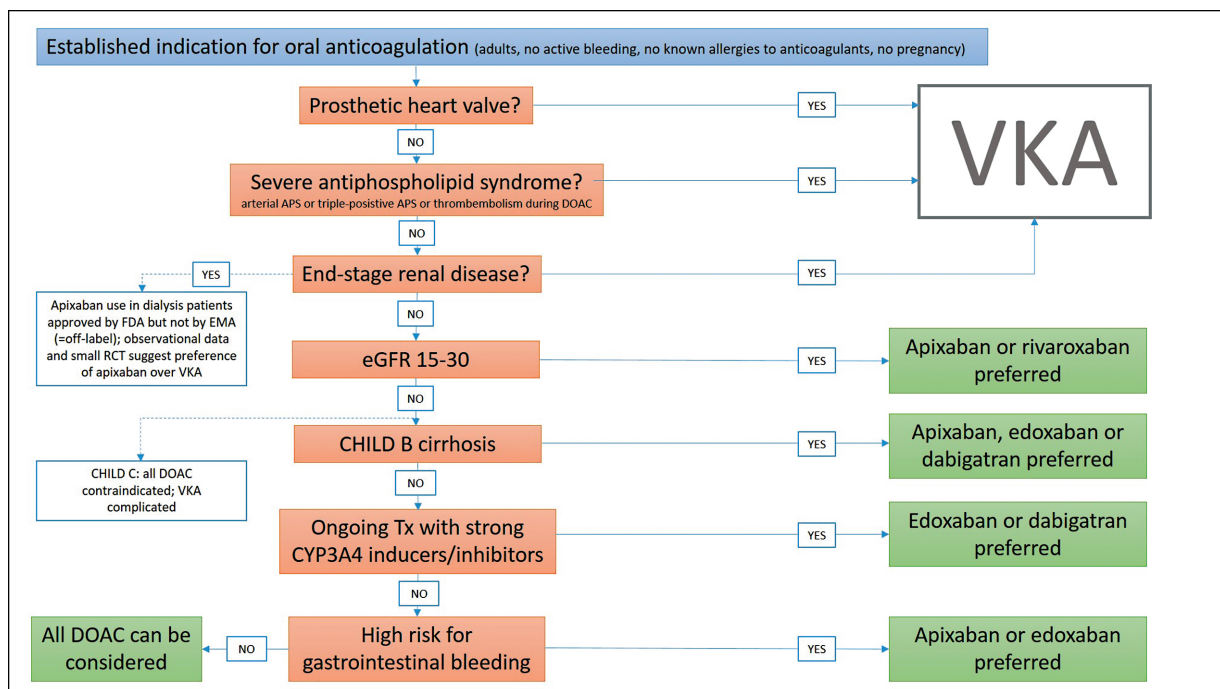 Established indication for oral anticoagulation (adults, no active bleeding, no known allergies to anticoagulants, no pregnancy)
Prosthetic heart valve?
YES
VKA
NO
Severe antiphospholipid syndrome?
arterial APS or triple-posistive APS or thrombembolism during DOAC
YES
NO
End-stage renal disease?
YES
YES
Apixaban use in dialysis patients
approved by FDA but not by EMA
(=off-label); observational data
and small RCT suggest preference
of apixaban over VKA
NO
eGFR 15-30
YES
Apixaban or rivaroxaban
preferred
NO
CHILD B cirrhosis
YES
Apixaban, edoxaban or
dabigatran preferred
CHILD C: all DOAC
contraindicated; VKA
complicated
NO
Ongoing Tx with strong
CYP3A4 inducers/inhibitors
YES
Edoxaban or dabigatran
preferred
NO
High risk for
gastrointestinal bleeding
NO
All DOAC can be
considered
YES
Apixaban or edoxaban
preferred